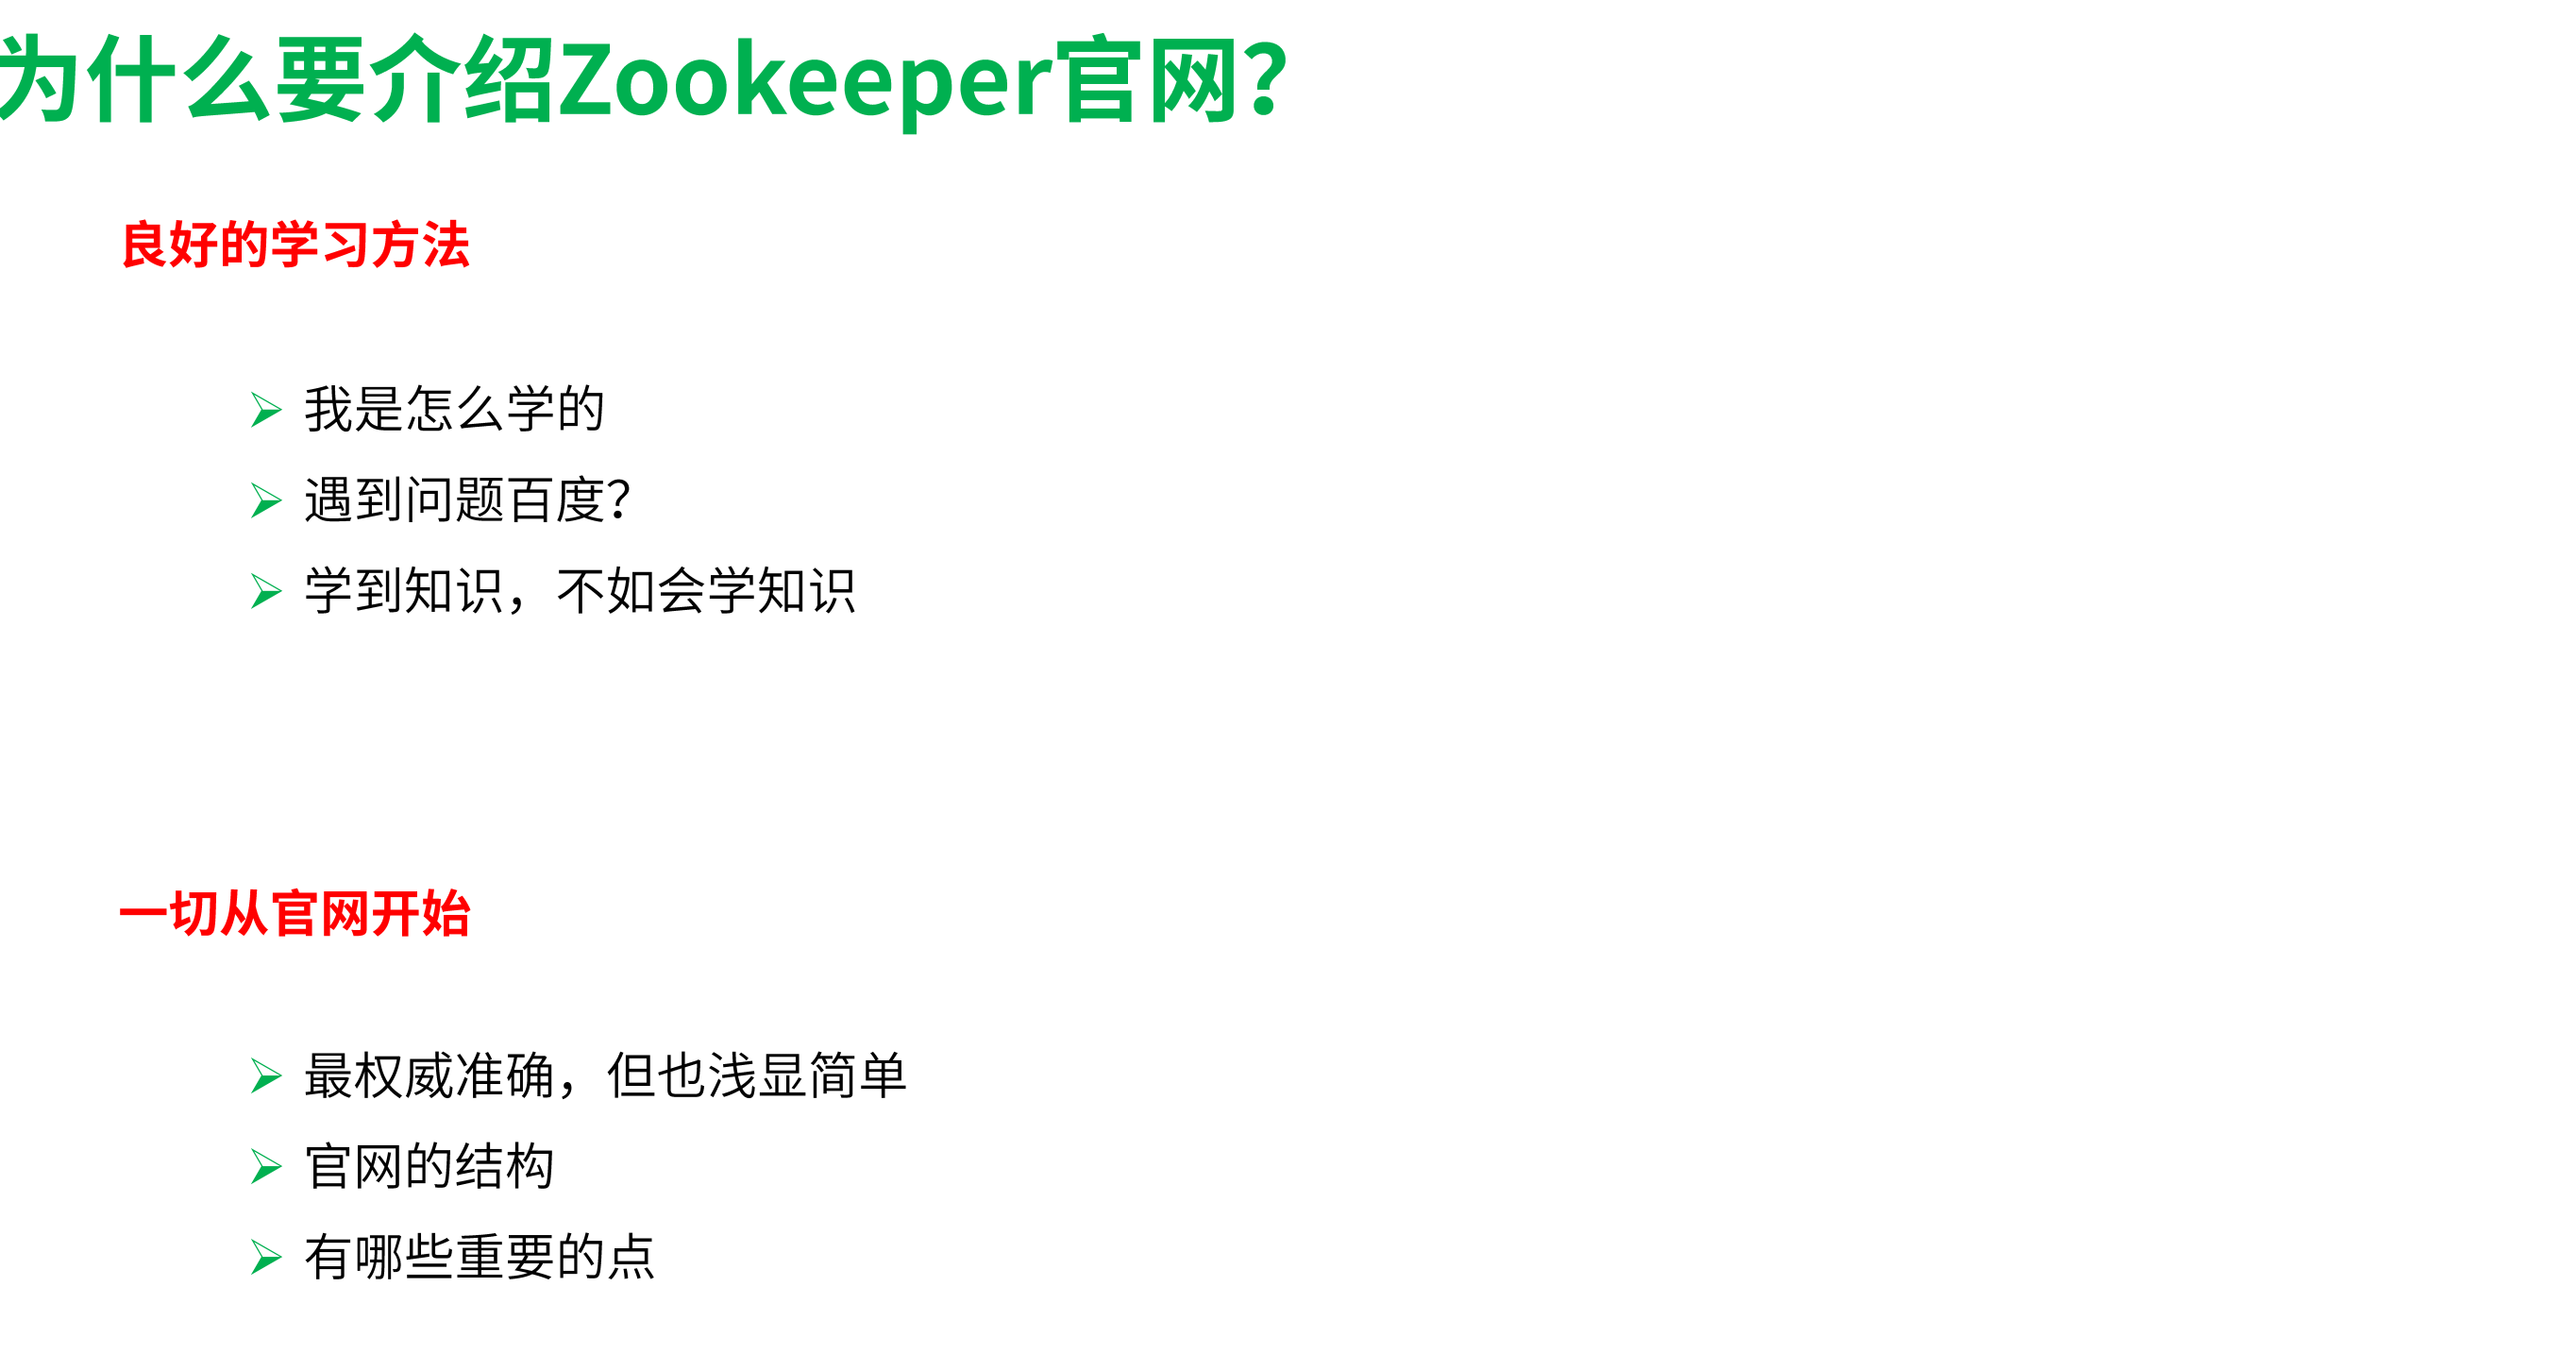 为什么要介绍Zookeeper官网？
良好的学习方法
我是怎么学的
遇到问题百度？
学到知识，不如会学知识
一切从官网开始
最权威准确，但也浅显简单
官网的结构
有哪些重要的点